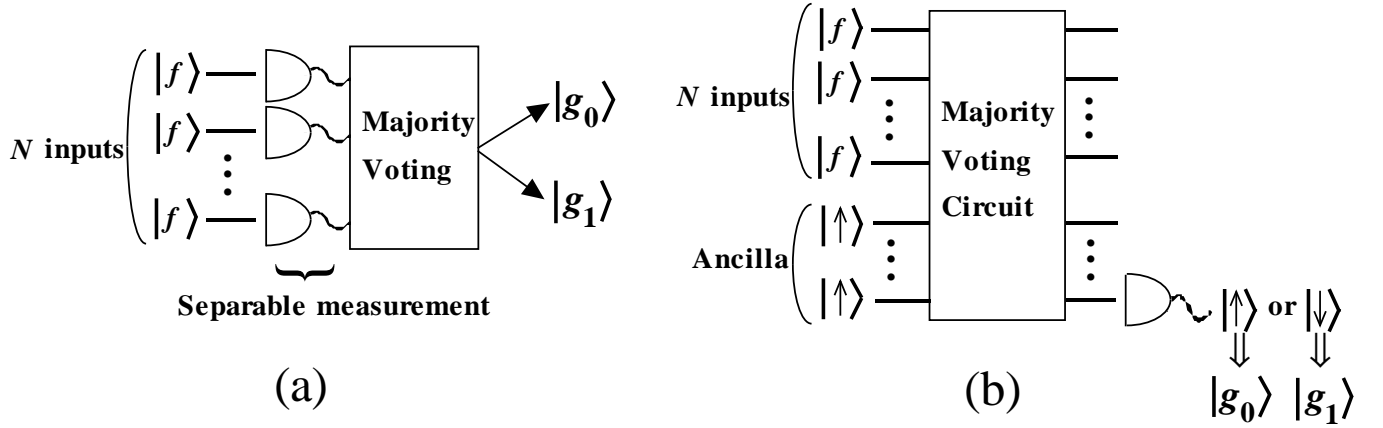 N inputs
|f⟩
|f⟩
|f⟩
Majority
Voting
|g₀⟩
|g₁⟩
Separable measurement
(a)
N inputs
|f⟩
|f⟩
|f⟩
Ancilla
|↑⟩
|↑⟩
Majority
Voting
Circuit
|↑⟩ or |↓⟩
|g₀⟩ |g₁⟩
(b)